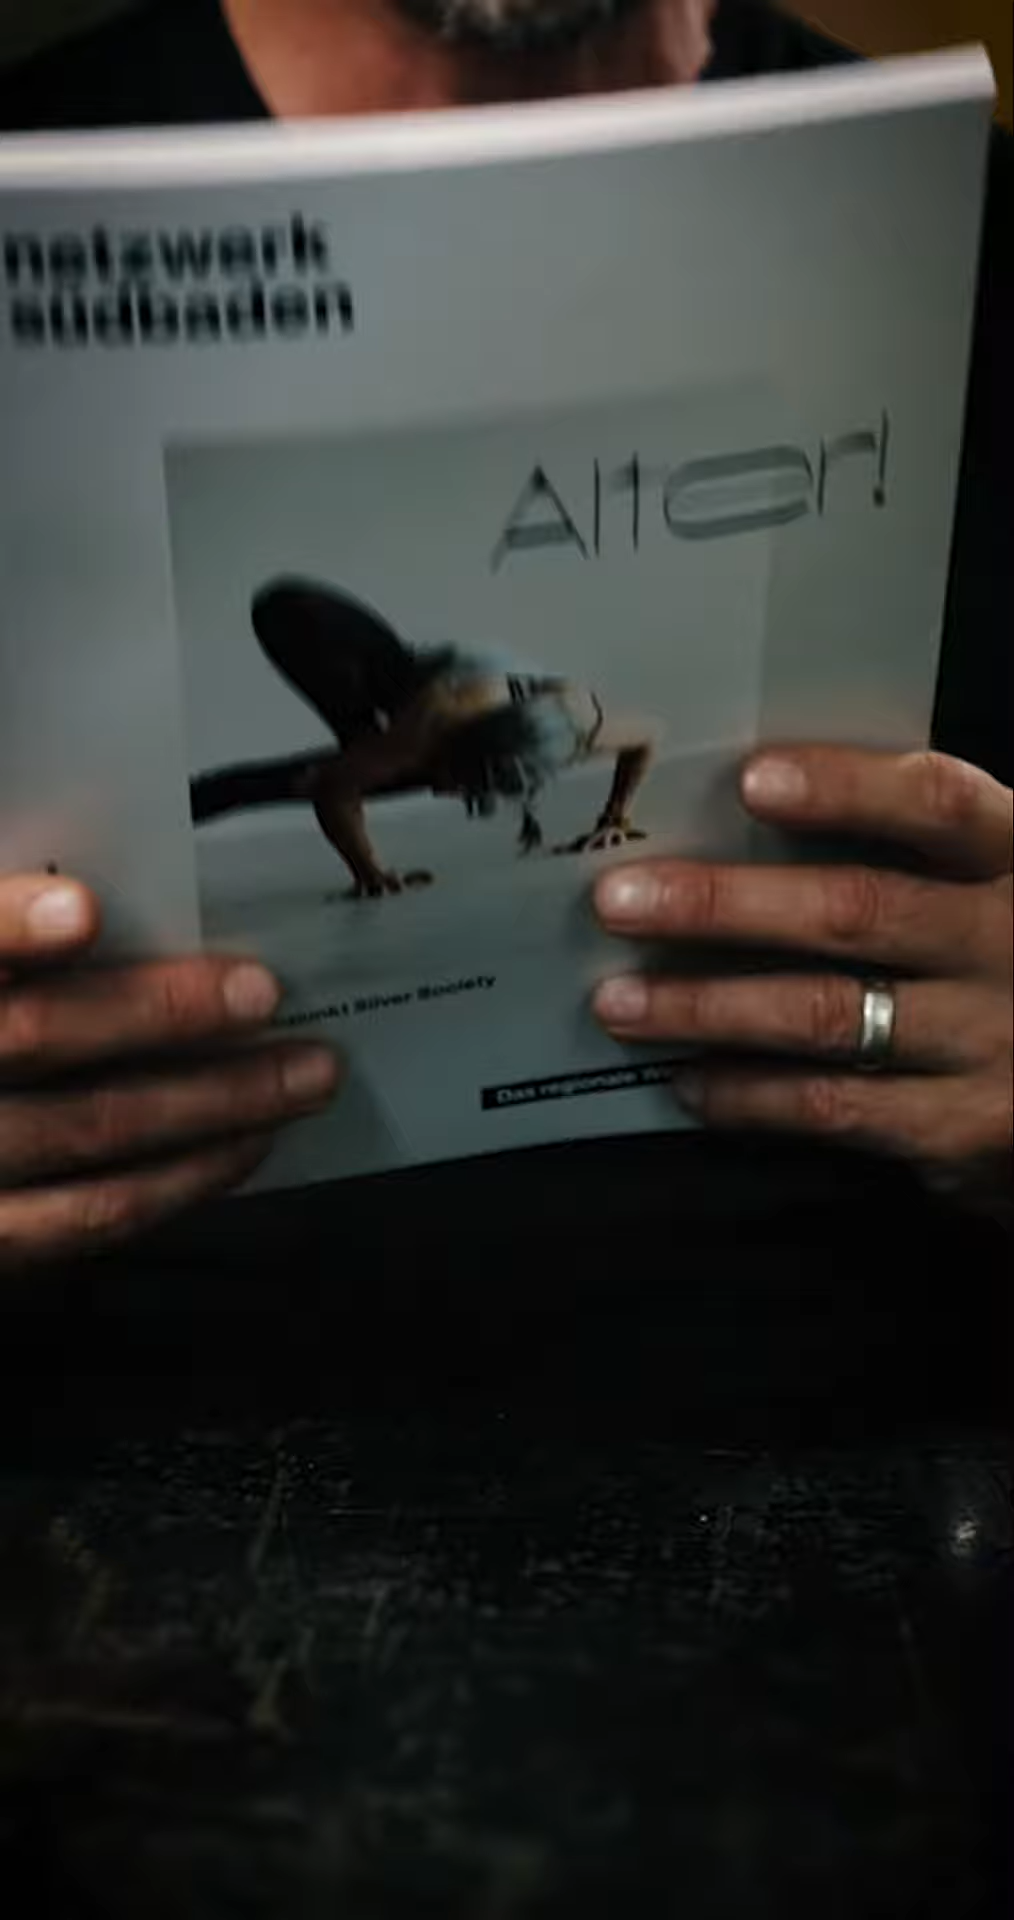 netzwerk
südbaden
Alter!
Silver Society
Das regionale